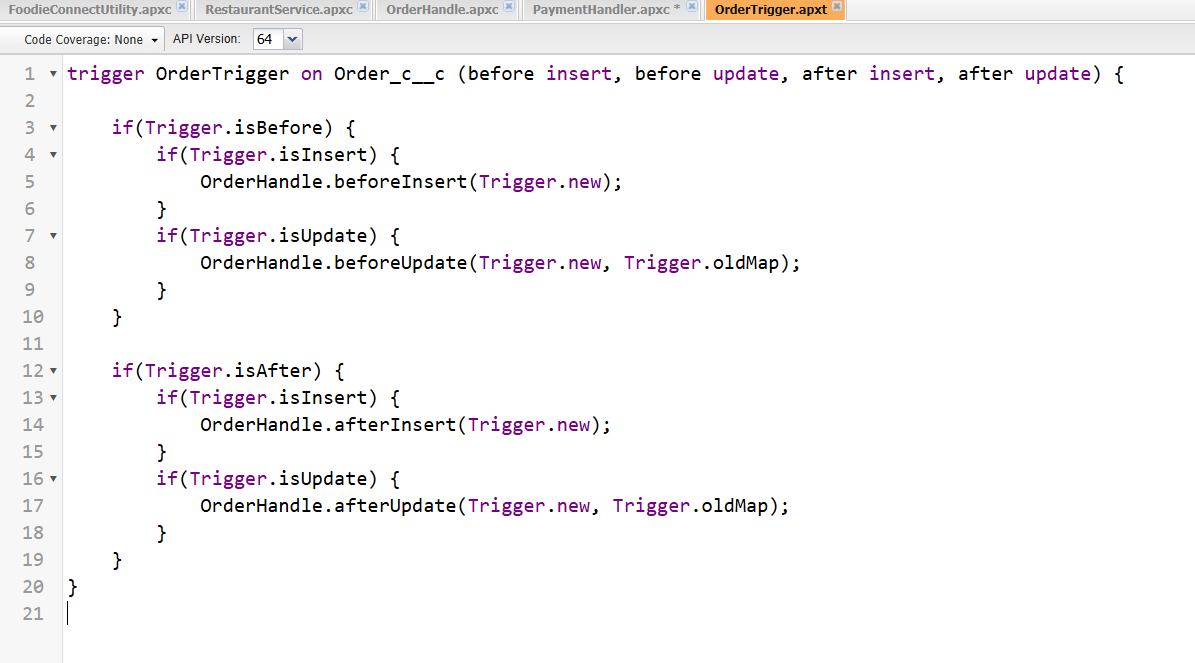 FoodieConnectUtility.apxc RestaurantService.apxc OrderHandle.apxc PaymentHandler.apxc * OrderTrigger.apxt
Code Coverage: None API Version: 64
1 trigger OrderTrigger on Order_c__c (before insert, before update, after insert, after update) {
2
3 if(Trigger.isBefore) {
4 if(Trigger.isInsert) {
5 OrderHandle.beforeInsert(Trigger.new);
6 }
7 if(Trigger.isUpdate) {
8 OrderHandle.beforeUpdate(Trigger.new, Trigger.oldMap);
9 }
10 }
11
12 if(Trigger.isAfter) {
13 if(Trigger.isInsert) {
14 OrderHandle.afterInsert(Trigger.new);
15 }
16 if(Trigger.isUpdate) {
17 OrderHandle.afterUpdate(Trigger.new, Trigger.oldMap);
18 }
19 }
20 }
21